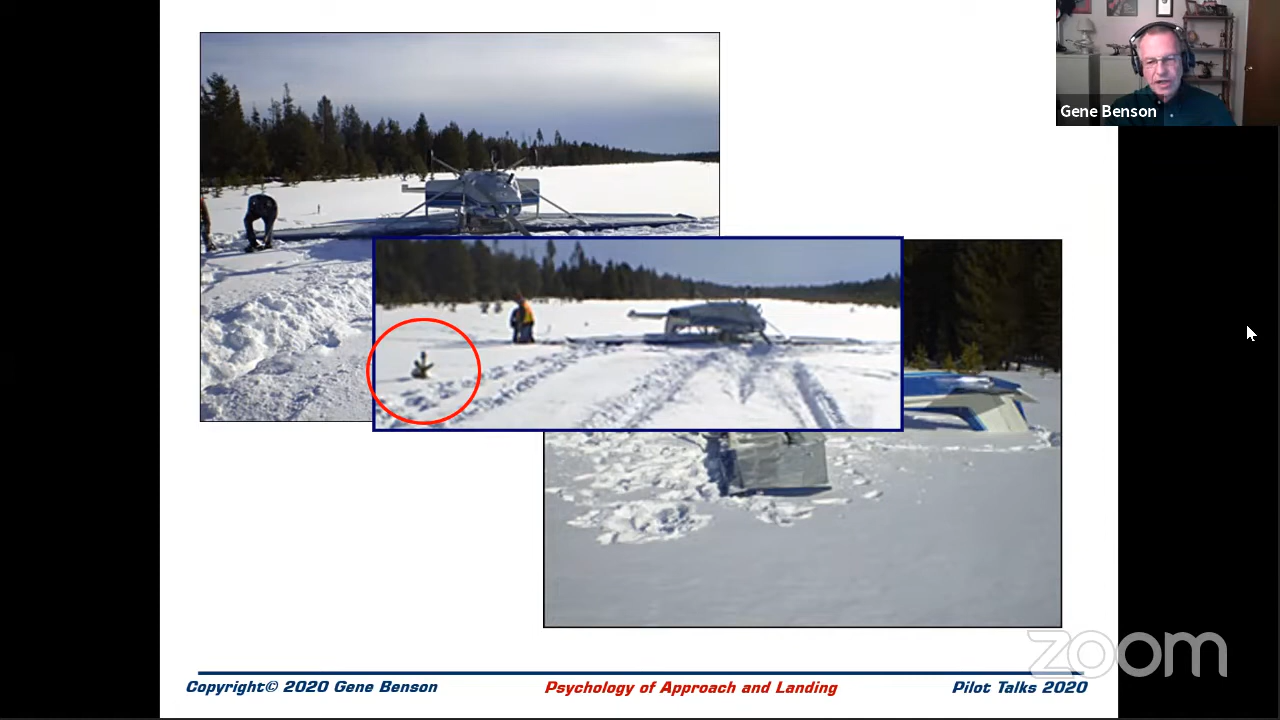 Gene Benson
zoom
Copyright© 2020 Gene Benson
Psychology of Approach and Landing
Pilot Talks 2020